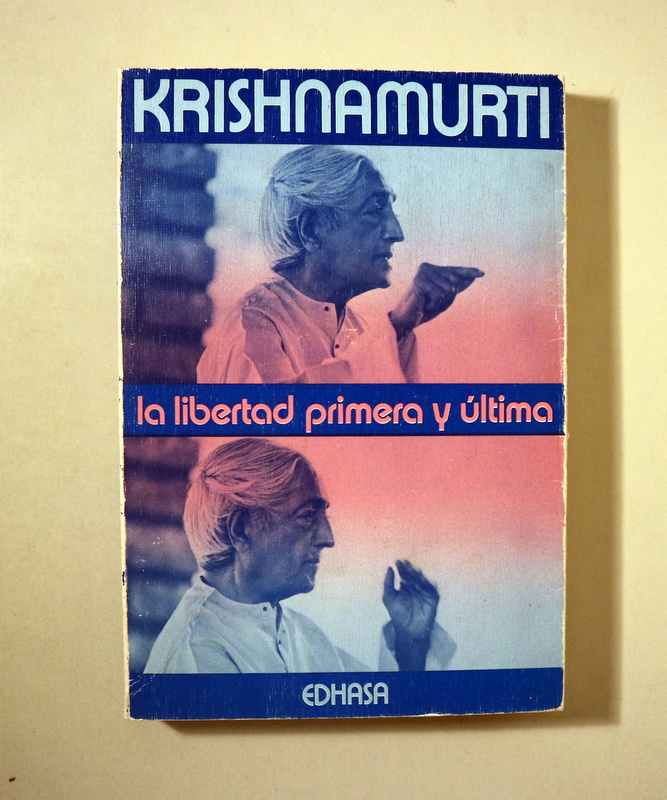 KRISHNAMURTI
la libertad primera y última
EDHASA